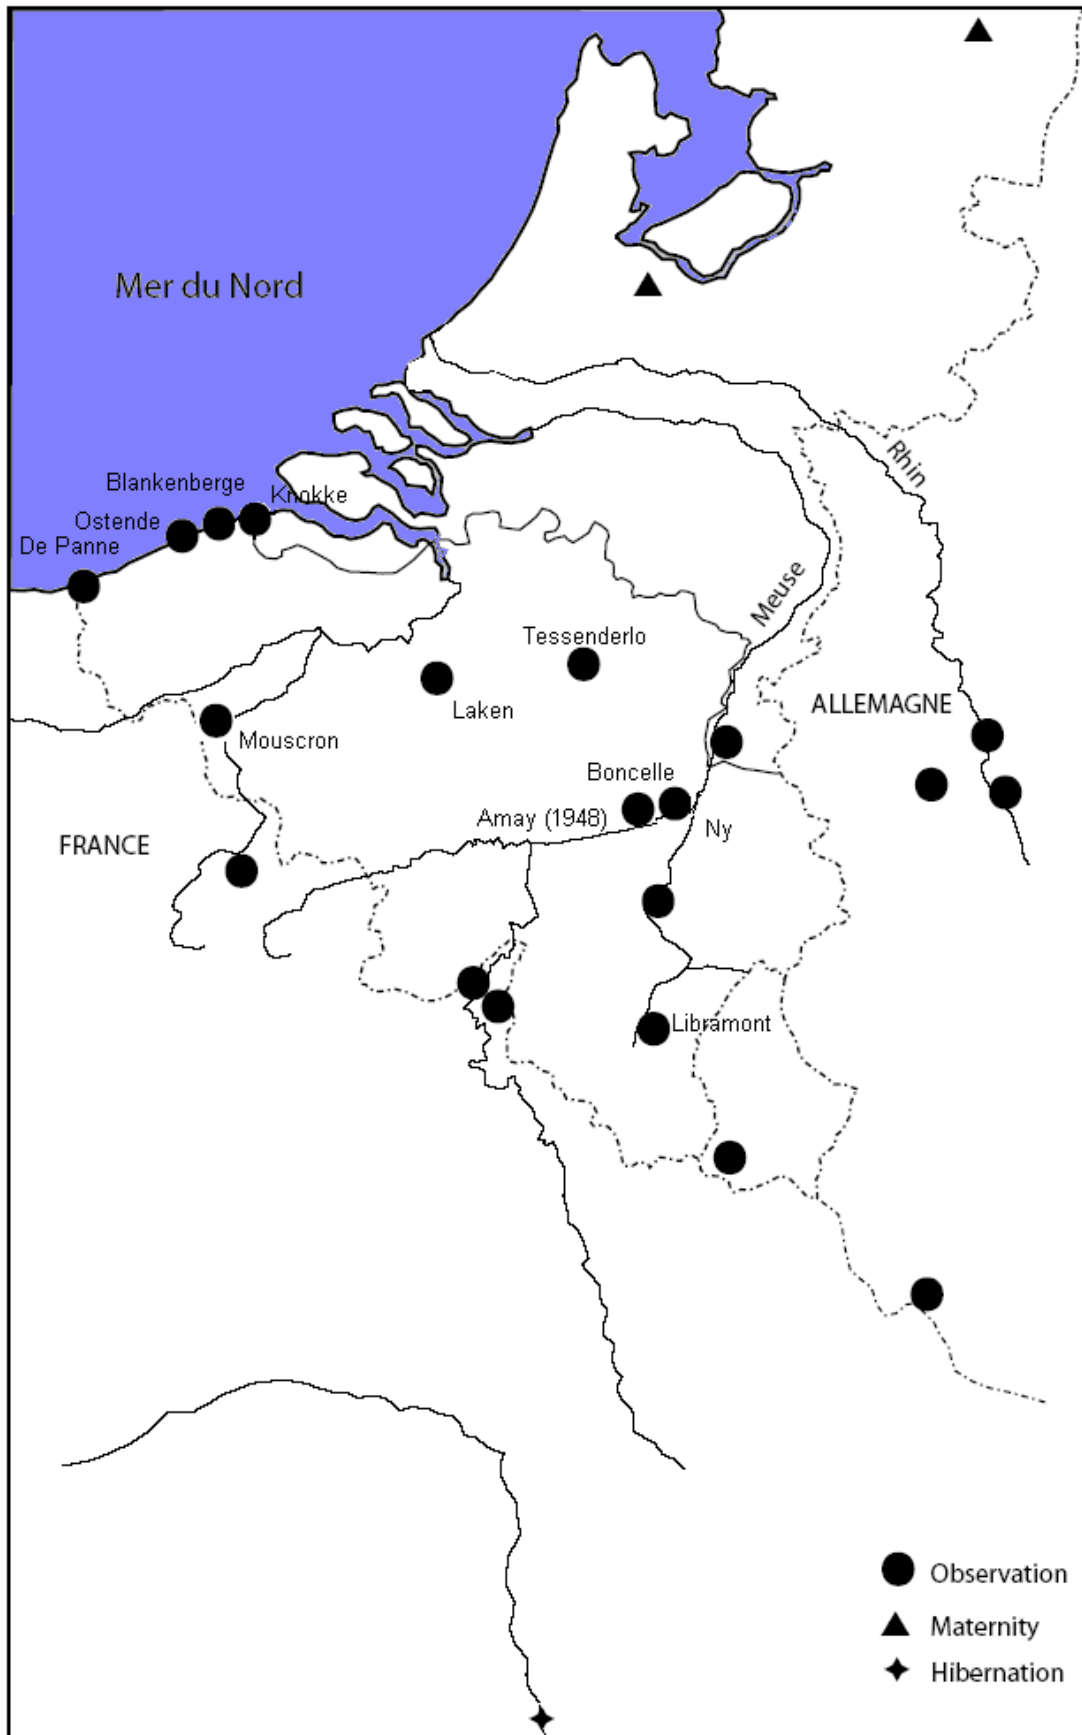 Mer du Nord
Rhin
Blankenberge
Knokke
Ostende
De Panne
Meuse
Tessenderlo
Laken
ALLEMAGNE
Mouscron
Boncelle
Amay (1948)
Ny
FRANCE
Libramont
Observation
Maternity
Hibernation